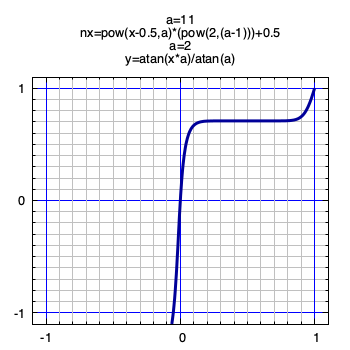 a=11
nx=pow(x-0.5,a)*(pow(2,(a-1)))+0.5
a=2
y=atan(x*a)/atan(a)
1
0
-1
-1
0
1